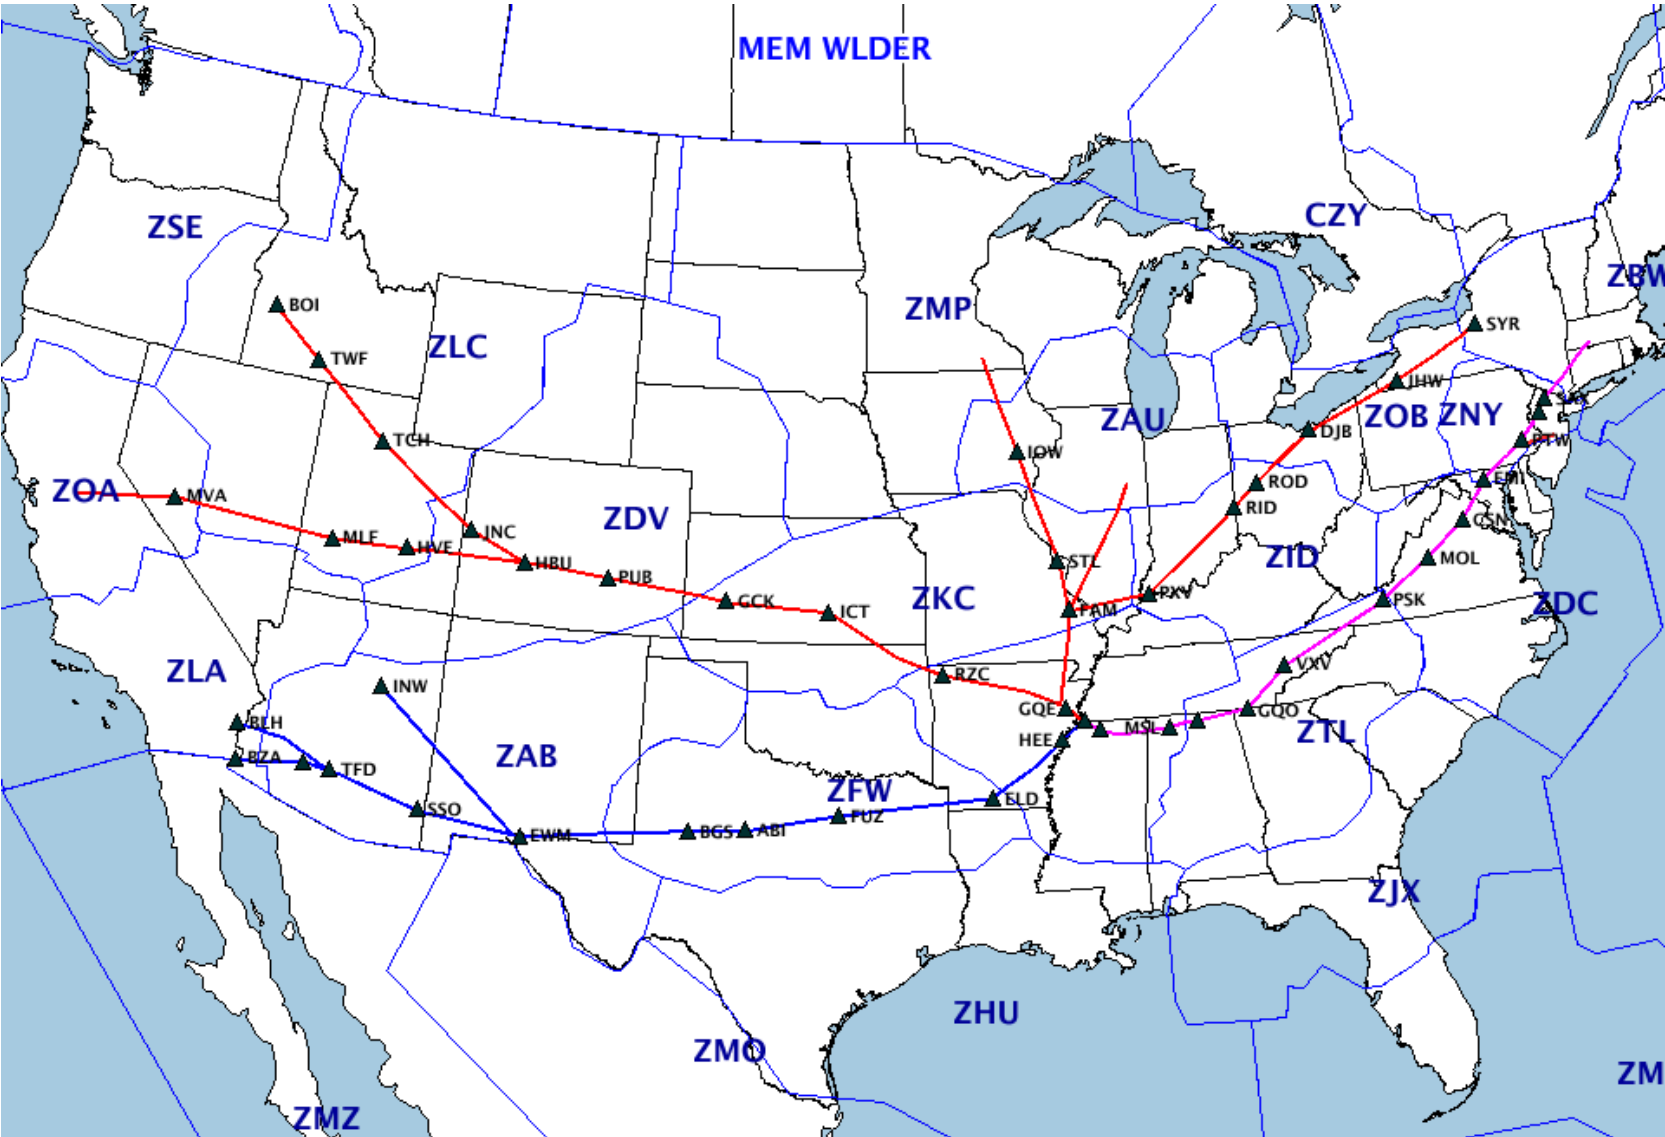 MEM WLDER
CZY
ZSE
ZBW
BOI
ZMP
SYR
ZLC
TWF
JHW
ZAU
ZOB
ZNY
DJB
RTW
TCH
IOW
ROD
EMI
ZOA
MVA
RID
CSN
ZDV
INC
MLF
HVE
ZID
MOL
HBU
STL
PUB
PXV
ZKC
GCK
ICT
FAM
PSK
ZDC
ZLA
VXV
RZC
INW
GQE
GQO
BLH
MSL
ZTL
HEE
ZAB
BZA
TFD
ZFW
ELD
SSO
FUZ
EWM
BGS
ABI
ZJX
ZHU
ZMO
ZM
ZMZ